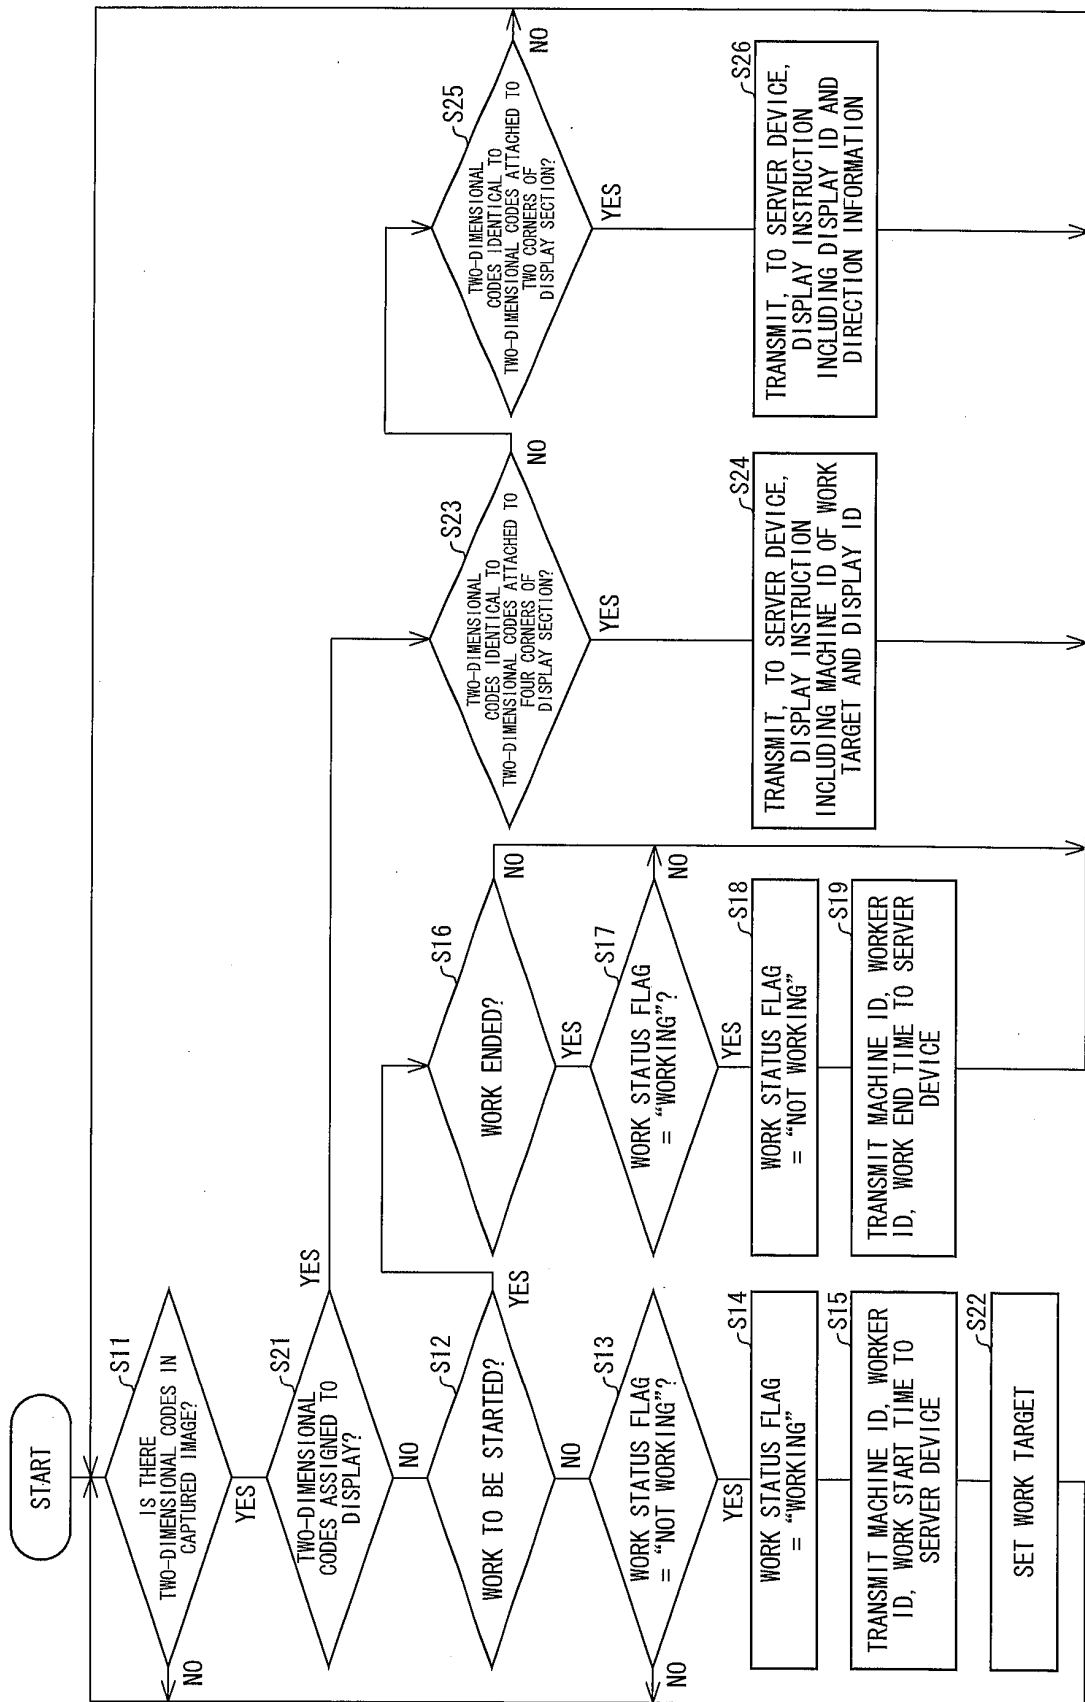 START
S11
IS THERE
TWO-DIMENSIONAL CODES IN
CAPTURED IMAGE?
NO
YES
S21
TWO-DIMENSIONAL
CODES ASSIGNED TO
DISPLAY?
YES
NO
S12
WORK TO BE STARTED?
YES
NO
S13
WORK STATUS FLAG
= “NOT WORKING”?
NO
YES
S14
WORK STATUS FLAG
= “WORKING”
S15
TRANSMIT MACHINE ID, WORKER
ID, WORK START TIME TO
SERVER DEVICE
S22
SET WORK TARGET
S16
WORK ENDED?
NO
YES
S17
WORK STATUS FLAG
= “WORKING”?
NO
YES
S18
WORK STATUS FLAG
= “NOT WORKING”
S19
TRANSMIT MACHINE ID, WORKER
ID, WORK END TIME TO SERVER
DEVICE
S23
TWO-DIMENSIONAL
CODES IDENTICAL TO
TWO-DIMENSIONAL CODES ATTACHED TO
FOUR CORNERS OF
DISPLAY SECTION?
NO
YES
S24
TRANSMIT, TO SERVER DEVICE,
DISPLAY INSTRUCTION
INCLUDING MACHINE ID OF WORK
TARGET AND DISPLAY ID
S25
TWO-DIMENSIONAL
CODES IDENTICAL TO
TWO-DIMENSIONAL CODES ATTACHED TO
TWO CORNERS OF
DISPLAY SECTION?
NO
YES
S26
TRANSMIT, TO SERVER DEVICE,
DISPLAY INSTRUCTION
INCLUDING DISPLAY ID AND
DIRECTION INFORMATION